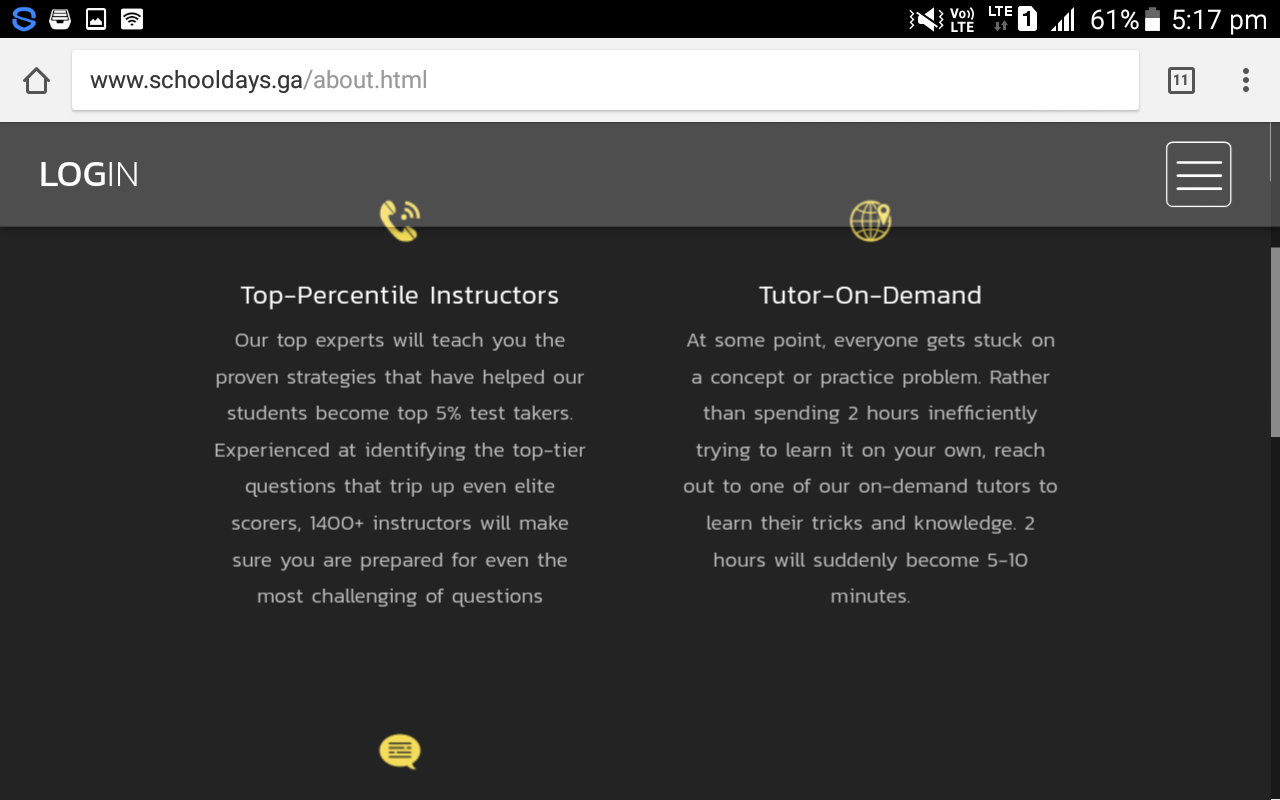 Vo) LTE LTE 1 61% 5:17 pm
www.schooldays.ga/about.html 11
LOGIN
Top-Percentile Instructors
Our top experts will teach you the
proven strategies that have helped our
students become top 5% test takers.
Experienced at identifying the top-tier
questions that trip up even elite
scorers, 1400+ instructors will make
sure you are prepared for even the
most challenging of questions
Tutor-On-Demand
At some point, everyone gets stuck on
a concept or practice problem. Rather
than spending 2 hours inefficiently
trying to learn it on your own, reach
out to one of our on-demand tutors to
learn their tricks and knowledge. 2
hours will suddenly become 5-10
minutes.